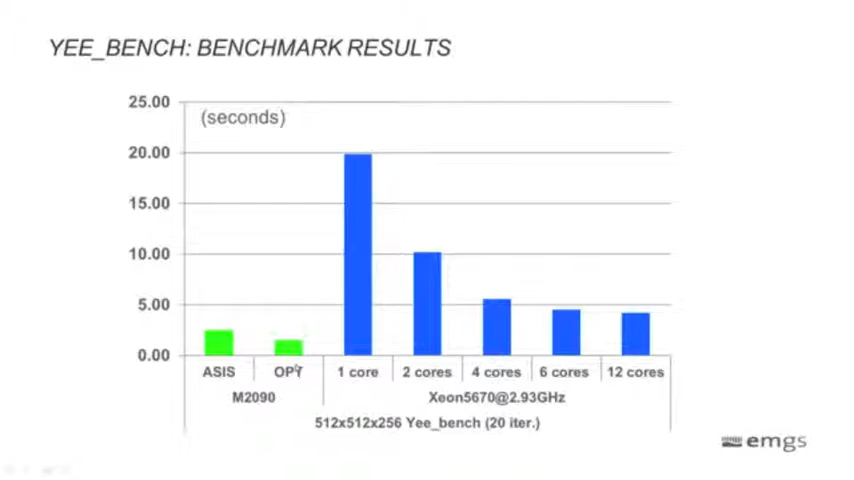 YEE_BENCH: BENCHMARK RESULTS
25.00
(seconds)
20.00
15.00
10.00
5.00
0.00
ASIS OPT 1 core 2 cores 4 cores 6 cores 12 cores
M2090 Xeon5670@2.93GHz
512x512x256 Yee_bench (20 iter.)
emgs